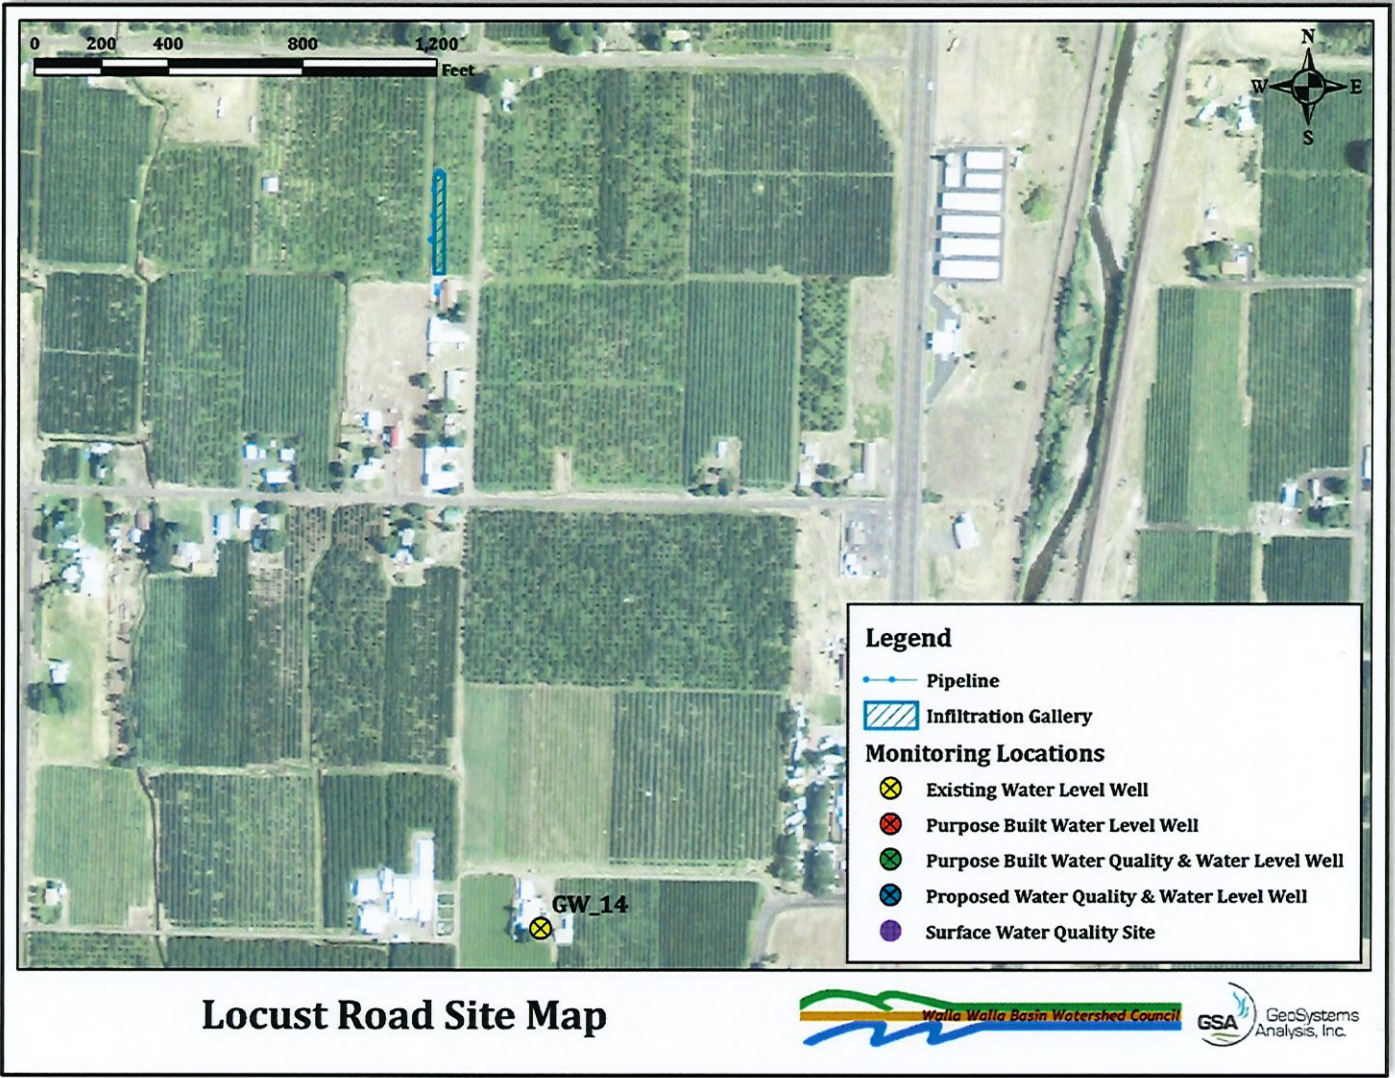 0 200 400 800 1,200
Feet
N
W E
S
GW_14
Legend
Pipeline
Infiltration Gallery
Monitoring Locations
Existing Water Level Well
Purpose Built Water Level Well
Purpose Built Water Quality & Water Level Well
Proposed Water Quality & Water Level Well
Surface Water Quality Site
Locust Road Site Map
Walla Walla Basin Watershed Council
GSA
GeoSystems
Analysis, Inc.